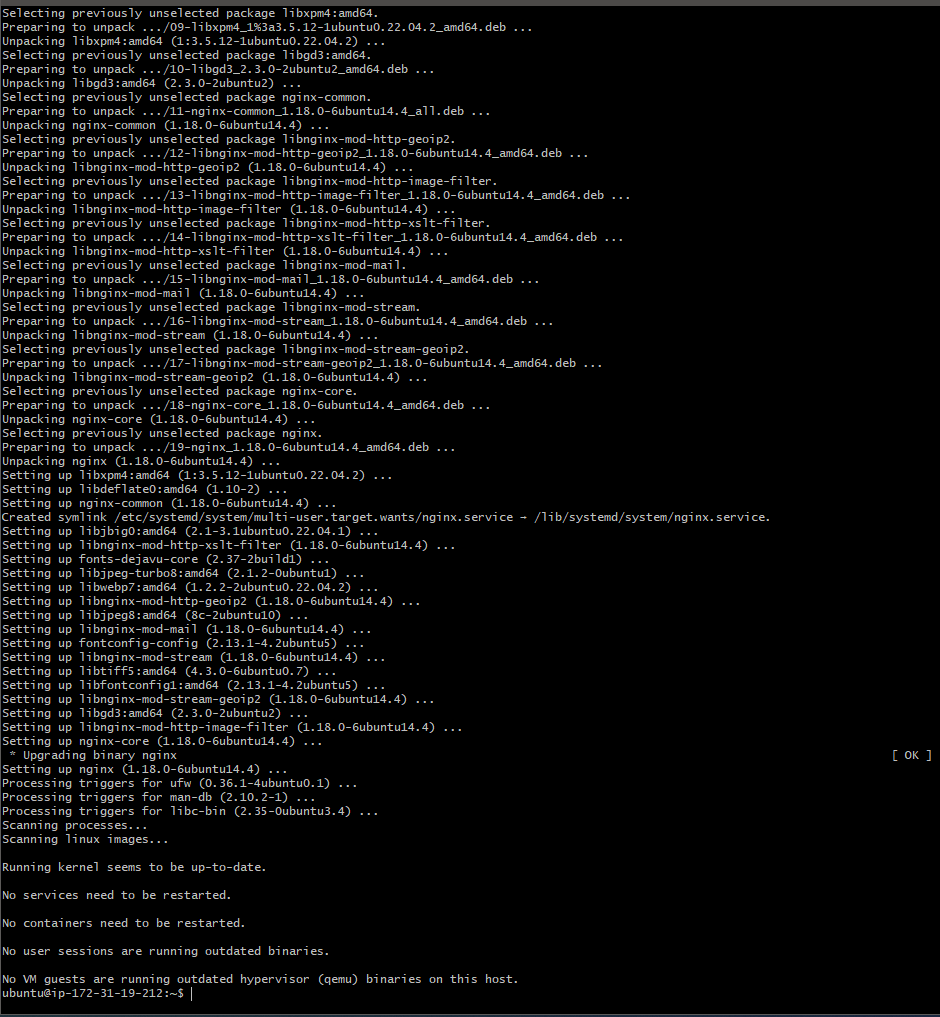 Selecting previously unselected package libxpm4:amd64.
Preparing to unpack .../09-libxpm4_1%3a3.5.12-1ubuntu0.22.04.2_amd64.deb ...
Unpacking libxpm4:amd64 (1:3.5.12-1ubuntu0.22.04.2) ...
Selecting previously unselected package libgd3:amd64.
Preparing to unpack .../10-libgd3_2.3.0-2ubuntu2_amd64.deb ...
Unpacking libgd3:amd64 (2.3.0-2ubuntu2) ...
Selecting previously unselected package nginx-common.
Preparing to unpack .../11-nginx-common_1.18.0-6ubuntu14.4_all.deb ...
Unpacking nginx-common (1.18.0-6ubuntu14.4) ...
Selecting previously unselected package libnginx-mod-http-geoip2.
Preparing to unpack .../12-libnginx-mod-http-geoip2_1.18.0-6ubuntu14.4_amd64.deb ...
Unpacking libnginx-mod-http-geoip2 (1.18.0-6ubuntu14.4) ...
Selecting previously unselected package libnginx-mod-http-image-filter.
Preparing to unpack .../13-libnginx-mod-http-image-filter_1.18.0-6ubuntu14.4_amd64.deb ...
Unpacking libnginx-mod-http-image-filter (1.18.0-6ubuntu14.4) ...
Selecting previously unselected package libnginx-mod-http-xslt-filter.
Preparing to unpack .../14-libnginx-mod-http-xslt-filter_1.18.0-6ubuntu14.4_amd64.deb ...
Unpacking libnginx-mod-http-xslt-filter (1.18.0-6ubuntu14.4) ...
Selecting previously unselected package libnginx-mod-mail.
Preparing to unpack .../15-libnginx-mod-mail_1.18.0-6ubuntu14.4_amd64.deb ...
Unpacking libnginx-mod-mail (1.18.0-6ubuntu14.4) ...
Selecting previously unselected package libnginx-mod-stream.
Preparing to unpack .../16-libnginx-mod-stream_1.18.0-6ubuntu14.4_amd64.deb ...
Unpacking libnginx-mod-stream (1.18.0-6ubuntu14.4) ...
Selecting previously unselected package libnginx-mod-stream-geoip2.
Preparing to unpack .../17-libnginx-mod-stream-geoip2_1.18.0-6ubuntu14.4_amd64.deb ...
Unpacking libnginx-mod-stream-geoip2 (1.18.0-6ubuntu14.4) ...
Selecting previously unselected package nginx-core.
Preparing to unpack .../18-nginx-core_1.18.0-6ubuntu14.4_amd64.deb ...
Unpacking nginx-core (1.18.0-6ubuntu14.4) ...
Selecting previously unselected package nginx.
Preparing to unpack .../19-nginx_1.18.0-6ubuntu14.4_amd64.deb ...
Unpacking nginx (1.18.0-6ubuntu14.4) ...
Setting up libxpm4:amd64 (1:3.5.12-1ubuntu0.22.04.2) ...
Setting up libdeflate0:amd64 (1.10-2) ...
Setting up nginx-common (1.18.0-6ubuntu14.4) ...
Created symlink /etc/systemd/system/multi-user.target.wants/nginx.service → /lib/systemd/system/nginx.service.
Setting up libjbig0:amd64 (2.1-3.1ubuntu0.22.04.1) ...
Setting up libnginx-mod-http-xslt-filter (1.18.0-6ubuntu14.4) ...
Setting up fonts-dejavu-core (2.37-2build1) ...
Setting up libjpeg-turbo8:amd64 (2.1.2-0ubuntu1) ...
Setting up libwebp7:amd64 (1.2.2-2ubuntu0.22.04.2) ...
Setting up libnginx-mod-http-geoip2 (1.18.0-6ubuntu14.4) ...
Setting up libjpeg8:amd64 (8c-2ubuntu10) ...
Setting up libnginx-mod-mail (1.18.0-6ubuntu14.4) ...
Setting up fontconfig-config (2.13.1-4.2ubuntu5) ...
Setting up libnginx-mod-stream (1.18.0-6ubuntu14.4) ...
Setting up libtiff5:amd64 (4.3.0-6ubuntu0.7) ...
Setting up libfontconfig1:amd64 (2.13.1-4.2ubuntu5) ...
Setting up libnginx-mod-stream-geoip2 (1.18.0-6ubuntu14.4) ...
Setting up libgd3:amd64 (2.3.0-2ubuntu2) ...
Setting up libnginx-mod-http-image-filter (1.18.0-6ubuntu14.4) ...
Setting up nginx-core (1.18.0-6ubuntu14.4) ...
 * Upgrading binary nginx [ OK ]
Setting up nginx (1.18.0-6ubuntu14.4) ...
Processing triggers for ufw (0.36.1-4ubuntu0.1) ...
Processing triggers for man-db (2.10.2-1) ...
Processing triggers for libc-bin (2.35-0ubuntu3.4) ...
Scanning processes...
Scanning linux images...

Running kernel seems to be up-to-date.

No services need to be restarted.

No containers need to be restarted.

No user sessions are running outdated binaries.

No VM guests are running outdated hypervisor (qemu) binaries on this host.
ubuntu@ip-172-31-19-212:~$